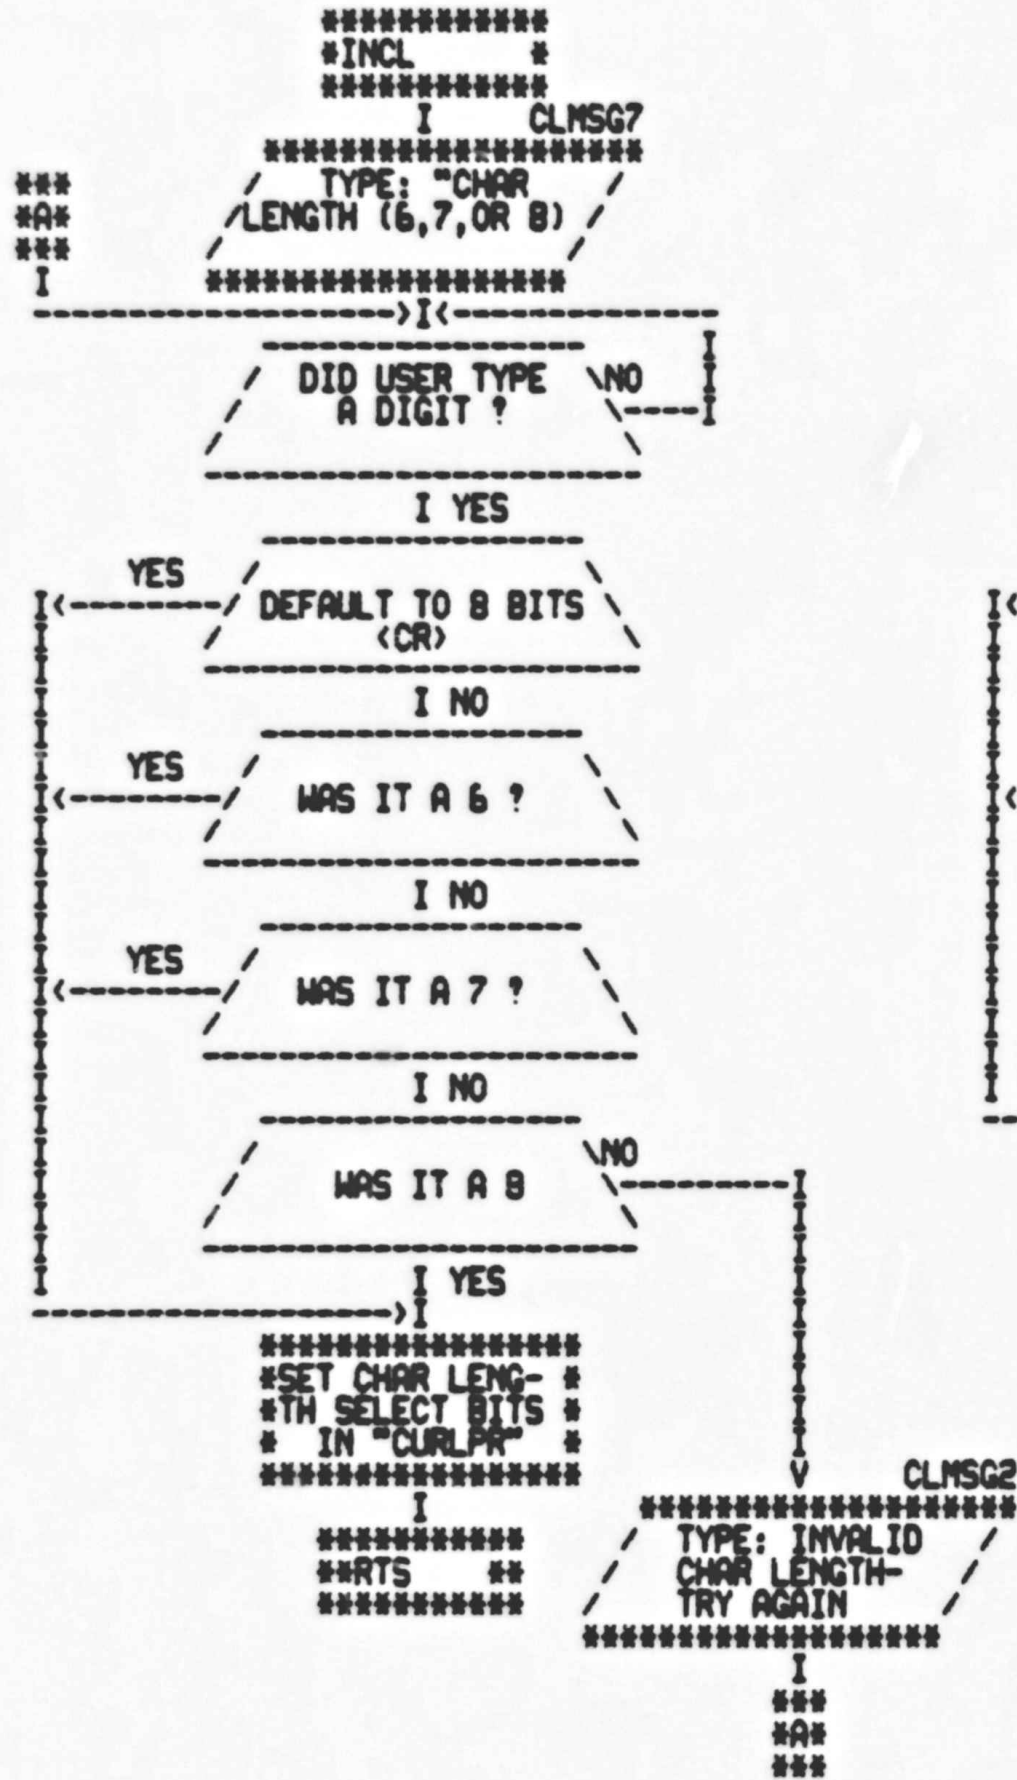 INCL
CLMSG7
TYPE: "CHAR
LENGTH (6,7,OR 8)
A
DID USER TYPE
A DIGIT ?
NO
YES
YES
DEFAULT TO 8 BITS
<CR>
NO
YES
WAS IT A 6 ?
NO
YES
WAS IT A 7 ?
NO
WAS IT A 8
NO
YES
SET CHAR LENG-
TH SELECT BITS
IN "CURLPR"
RTS
CLMSG2
TYPE: INVALID
CHAR LENGTH-
TRY AGAIN
A